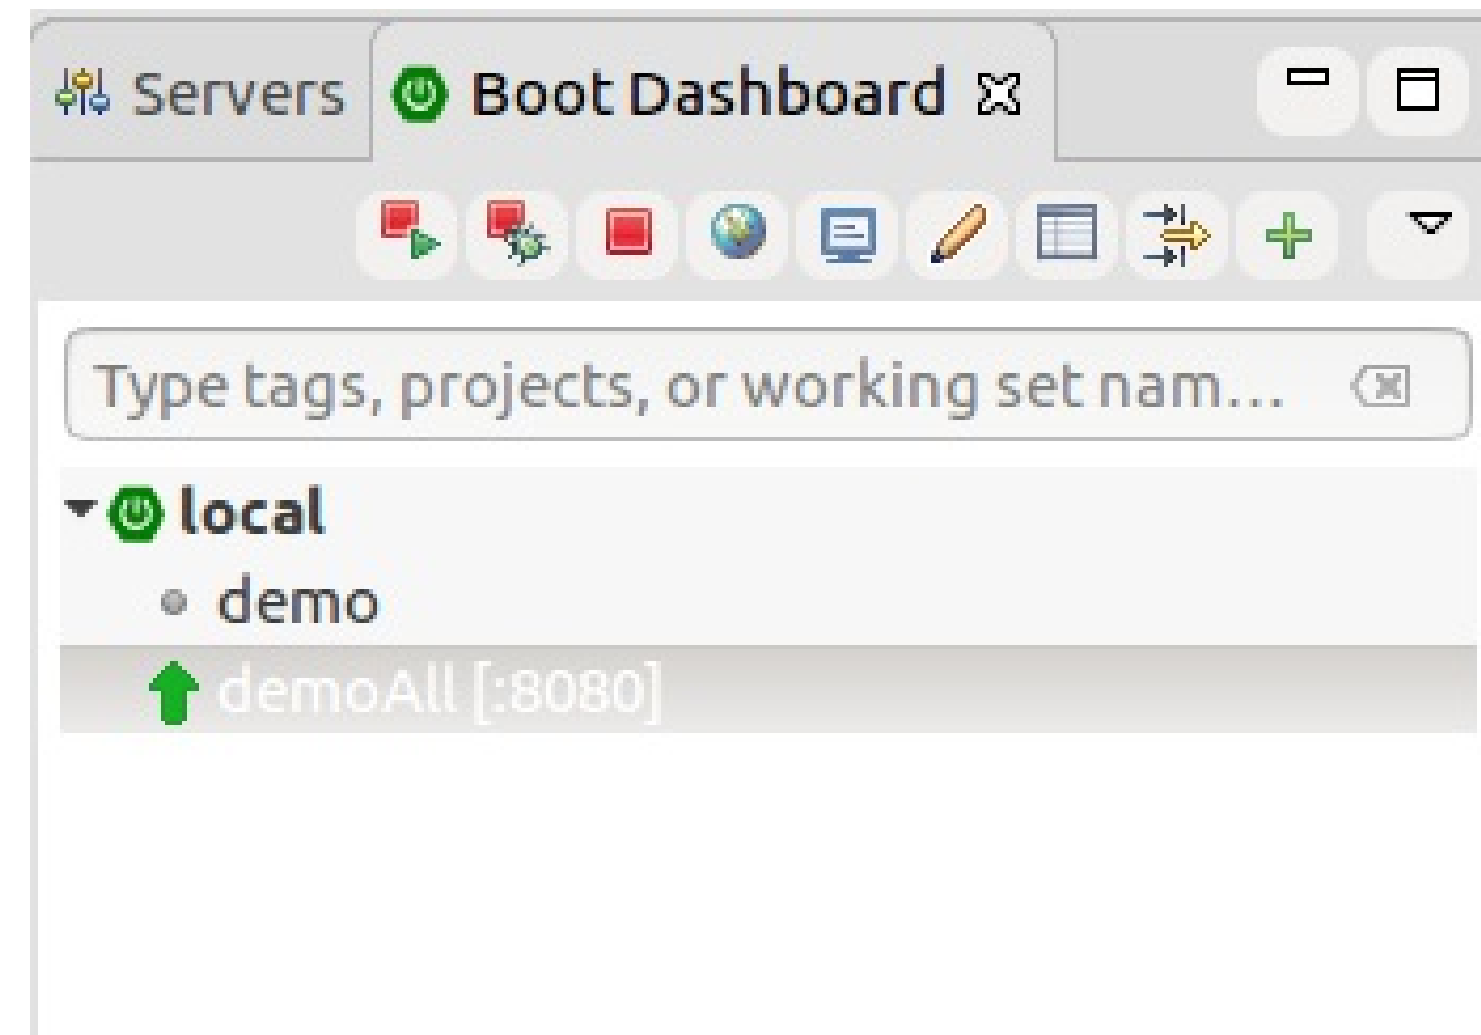 Servers Boot Dashboard
Type tags, projects, or working set nam...
local
demo
demoAll [:8080]